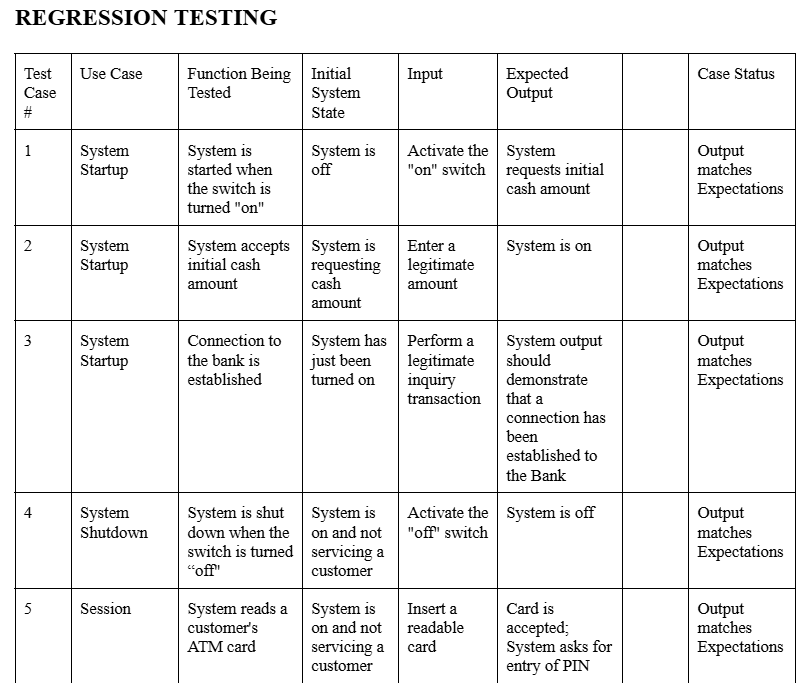 REGRESSION TESTING
Test Case # Use Case Function Being Tested Initial System State Input Expected Output Case Status
1 System Startup System is started when the switch is turned "on" System is off Activate the "on" switch System requests initial cash amount Output matches Expectations
2 System Startup System accepts initial cash amount System is requesting cash amount Enter a legitimate amount System is on Output matches Expectations
3 System Startup Connection to the bank is established System has just been turned on Perform a legitimate inquiry transaction System output should demonstrate that a connection has been established to the Bank Output matches Expectations
4 System Shutdown System is shut down when the switch is turned “off" System is on and not servicing a customer Activate the "off" switch System is off Output matches Expectations
5 Session System reads a customer's ATM card System is on and not servicing a customer Insert a readable card Card is accepted; System asks for entry of PIN Output matches Expectations